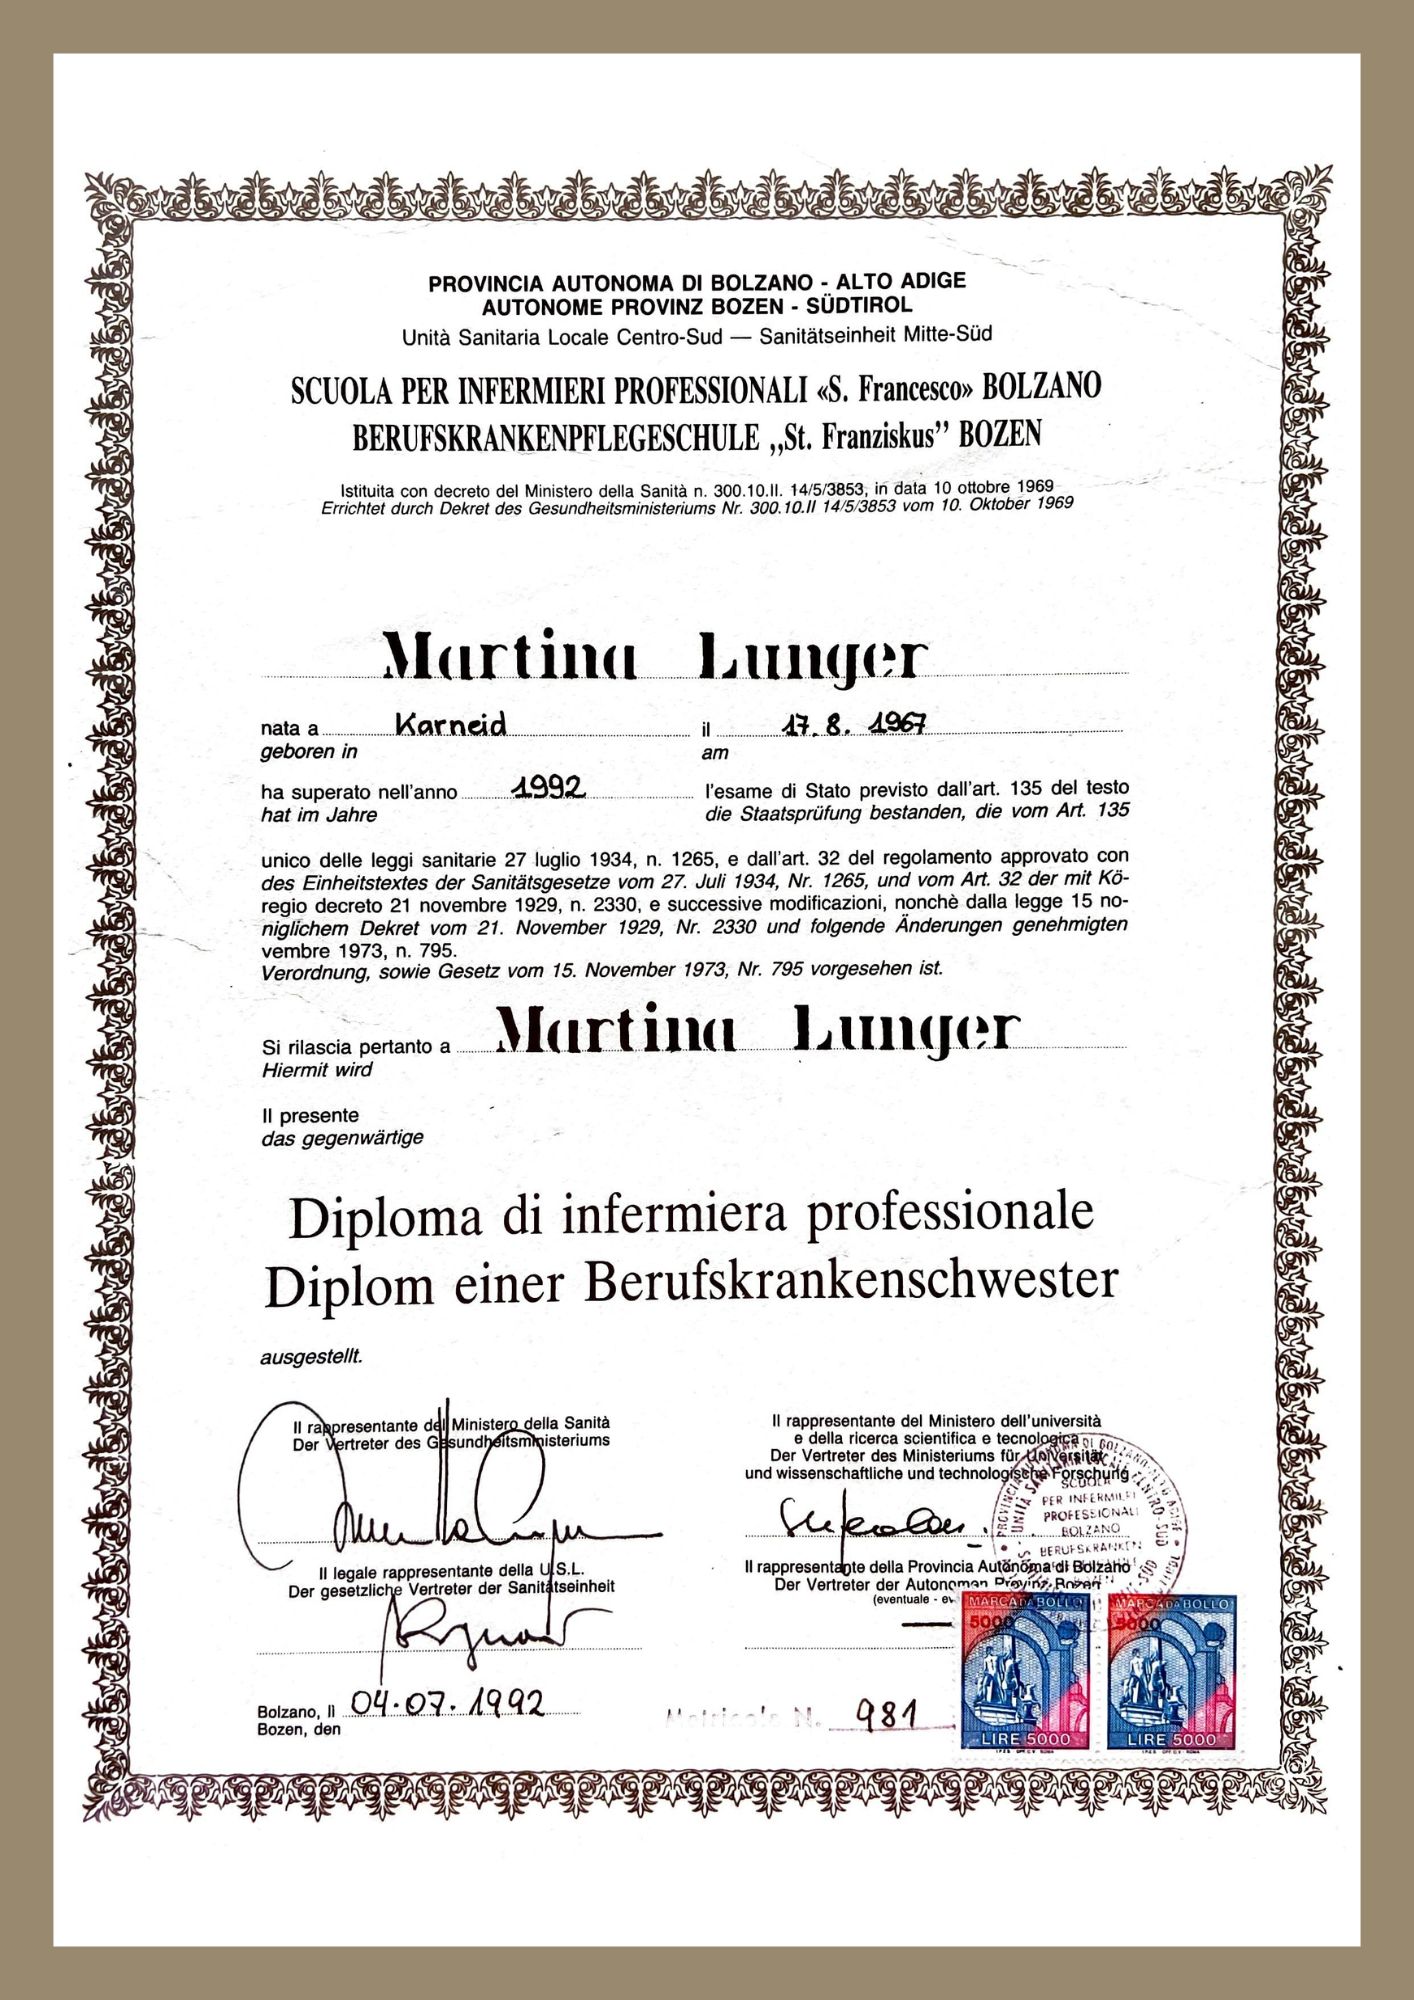 PROVINCIA AUTONOMA DI BOLZANO - ALTO ADIGE
AUTONOME PROVINZ BOZEN - SÜDTIROL
Unità Sanitaria Locale Centro-Sud — Sanitätseinheit Mitte-Süd
SCUOLA PER INFERMIERI PROFESSIONALI «S. Francesco» BOLZANO
BERUFSKRANKENPFLEGESCHULE „St. Franziskus” BOZEN
Istituita con decreto del Ministero della Sanità n. 300.10.II. 14/5/3853, in data 10 ottobre 1969
Errichtet durch Dekret des Gesundheitsministeriums Nr. 300.10.II 14/5/3853 vom 10. Oktober 1969
Martina Lunger
nata a Karneid il 17. 8. 1967
geboren in am
ha superato nell'anno 1992 l'esame di Stato previsto dall'art. 135 del testo
hat im Jahre die Staatsprüfung bestanden, die vom Art. 135
unico delle leggi sanitarie 27 luglio 1934, n. 1265, e dall'art. 32 del regolamento approvato con
des Einheitstextes der Sanitätsgesetze vom 27. Juli 1934, Nr. 1265, und vom Art. 32 der mit Kö-
regio decreto 21 novembre 1929, n. 2330, e successive modificazioni, nonchè dalla legge 15 no-
niglichem Dekret vom 21. November 1929, Nr. 2330 und folgende Änderungen genehmigten
vembre 1973, n. 795.
Verordnung, sowie Gesetz vom 15. November 1973, Nr. 795 vorgesehen ist.
Si rilascia pertanto a Martina Lunger
Hiermit wird
Il presente
das gegenwärtige
Diploma di infermiera professionale
Diplom einer Berufskrankenschwester
ausgestellt.
Il rappresentante del Ministero della Sanità
Der Vertreter des Gesundheitsministeriums
Il rappresentante del Ministero dell'università
e della ricerca scientifica e tecnologica
Der Vertreter des Ministeriums für Universität
und wissenschaftliche und technologische Forschung
SCUOLA
PER INFERMIERI
PROFESSIONALI
BOLZANO
BERUFSKRANKEN
Il legale rappresentante della U.S.L.
Der gesetzliche Vertreter der Sanitätseinheit
Il rappresentante della Provincia Autonoma di Bolzano
Der Vertreter der Autonomen Provinz Bozen
(eventuale -
MARCA DA BOLLO
5000
LIRE 5000
MARCA DA BOLLO
5000
LIRE 5000
Bolzano, Il 04.07.1992
Bozen, den
Matricola N. 981